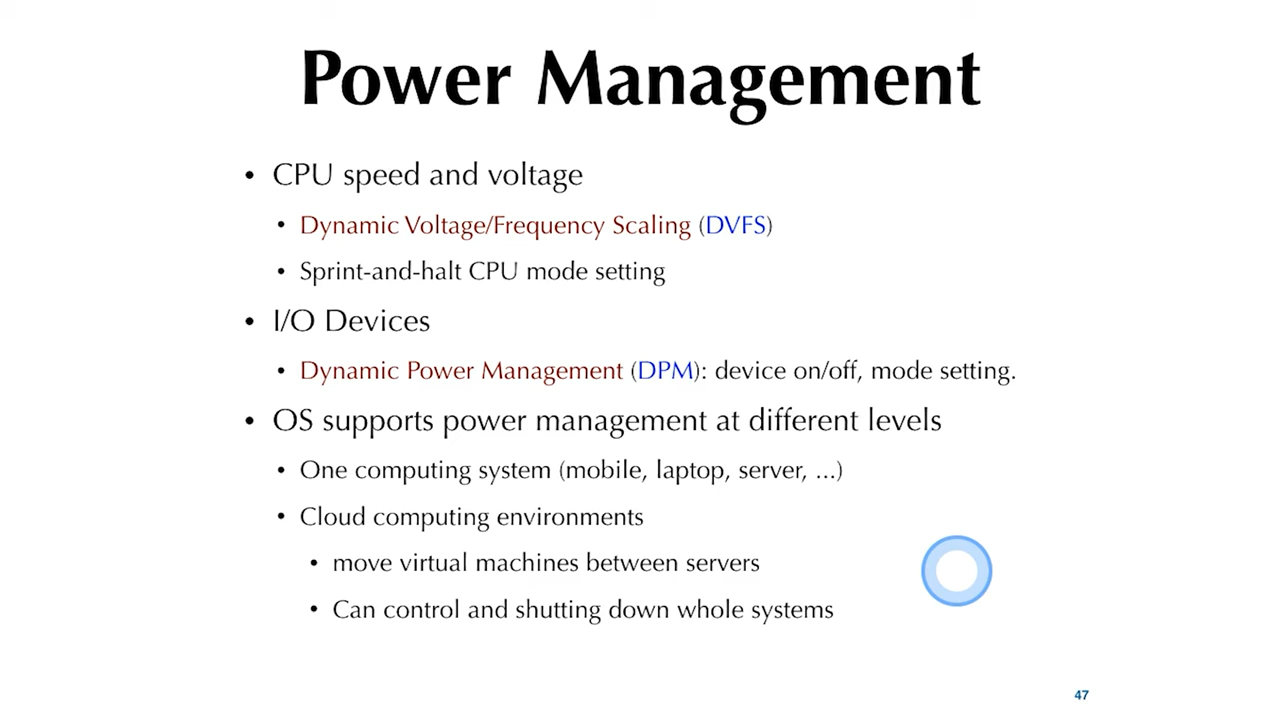 Power Management
• CPU speed and voltage
• Dynamic Voltage/Frequency Scaling (DVFS)
• Sprint-and-halt CPU mode setting
• I/O Devices
• Dynamic Power Management (DPM): device on/off, mode setting.
• OS supports power management at different levels
• One computing system (mobile, laptop, server, ...)
• Cloud computing environments
• move virtual machines between servers
• Can control and shutting down whole systems
47